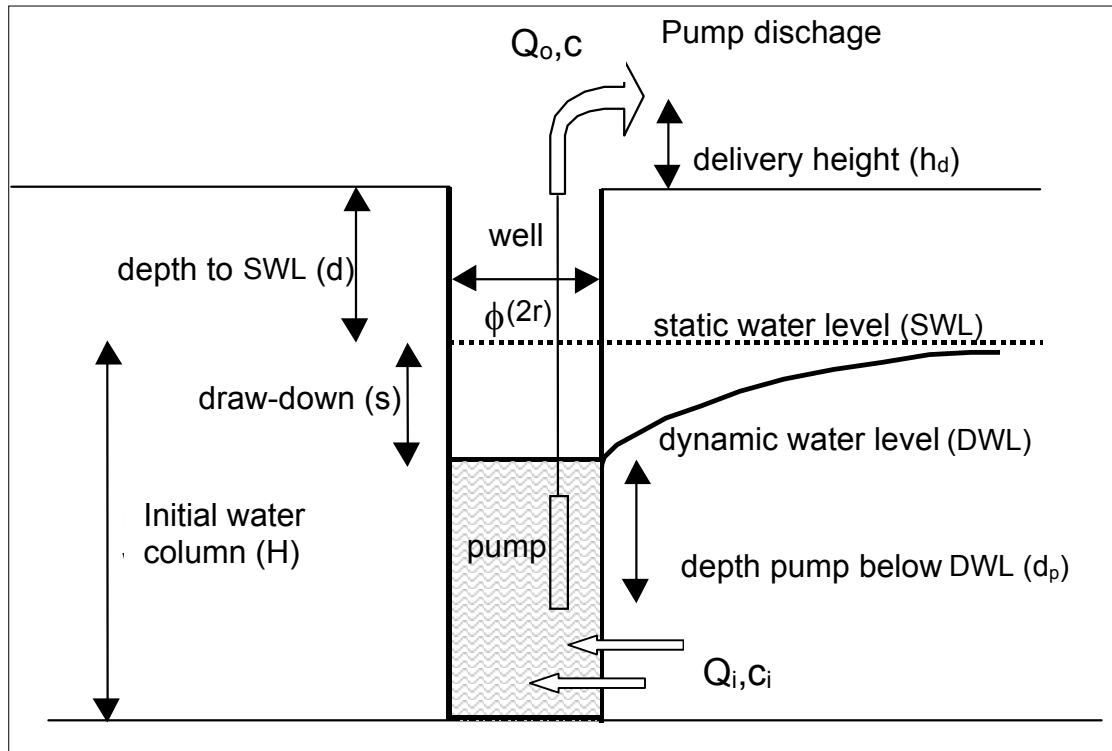 Pump dischage
Qo,c
delivery height (hd)
well
depth to SWL (d)
ϕ(2r)
static water level (SWL)
draw-down (s)
dynamic water level (DWL)
Initial water
column (H)
pump
depth pump below DWL (dp)
Qi,ci